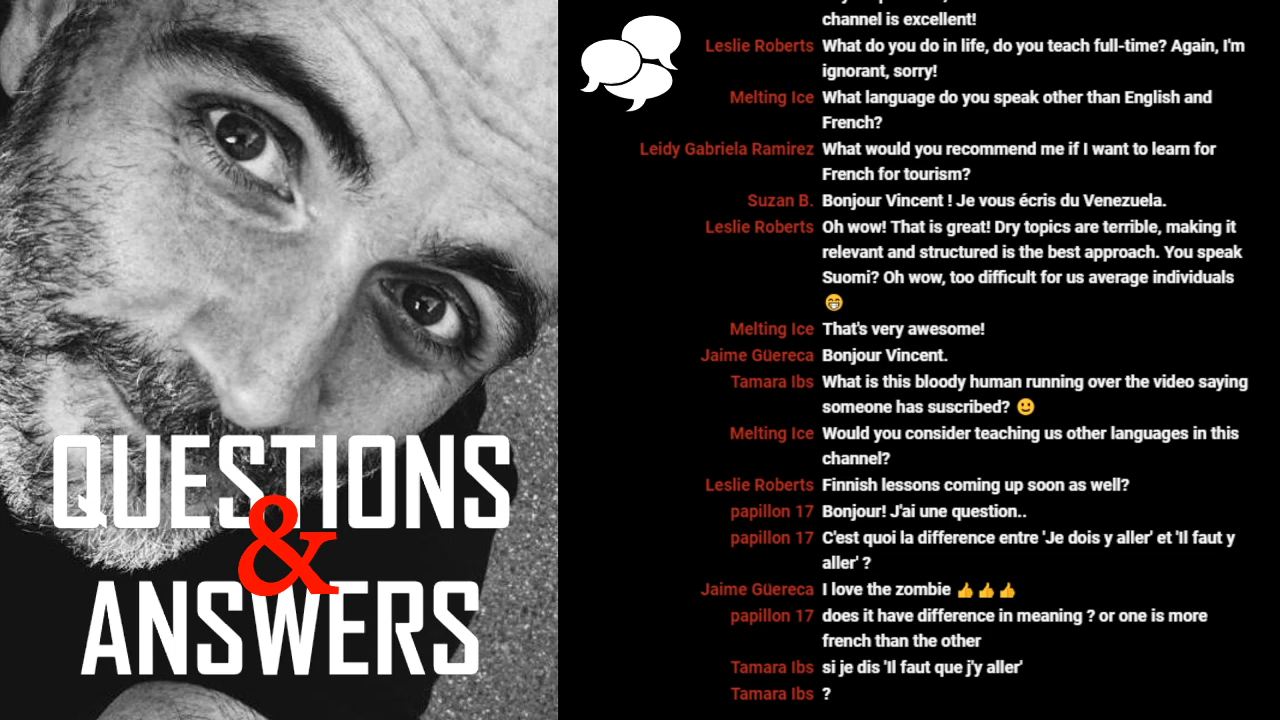 QUESTIONS
&
ANSWERS
channel is excellent!
Leslie Roberts What do you do in life, do you teach full-time? Again, I'm
ignorant, sorry!
Melting Ice What language do you speak other than English and
French?
Leidy Gabriela Ramirez What would you recommend me if I want to learn for
French for tourism?
Suzan B. Bonjour Vincent ! Je vous écris du Venezuela.
Leslie Roberts Oh wow! That is great! Dry topics are terrible, making it
relevant and structured is the best approach. You speak
Suomi? Oh wow, too difficult for us average individuals
😁
Melting Ice That's very awesome!
Jaime Güereca Bonjour Vincent.
Tamara Ibs What is this bloody human running over the video saying
someone has suscribed? 🙂
Melting Ice Would you consider teaching us other languages in this
channel?
Leslie Roberts Finnish lessons coming up soon as well?
papillon 17 Bonjour! J'ai une question..
papillon 17 C'est quoi la difference entre 'Je dois y aller' et 'Il faut y
aller' ?
Jaime Güereca I love the zombie 👍👍👍
papillon 17 does it have difference in meaning ? or one is more
french than the other
Tamara Ibs si je dis 'Il faut que j'y aller'
Tamara Ibs ?